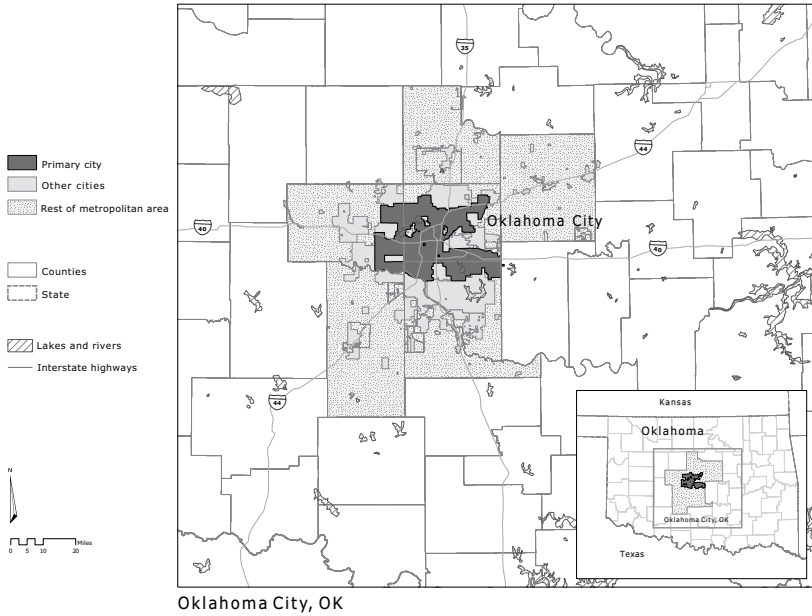 35
44
Primary city
Other cities
Rest of metropolitan area
Oklahoma City
40
40
Counties
State
Lakes and rivers
Interstate highways
44
Kansas
Oklahoma
Oklahoma City, OK
Texas
N
Miles
0 5 10 20
Oklahoma City, OK